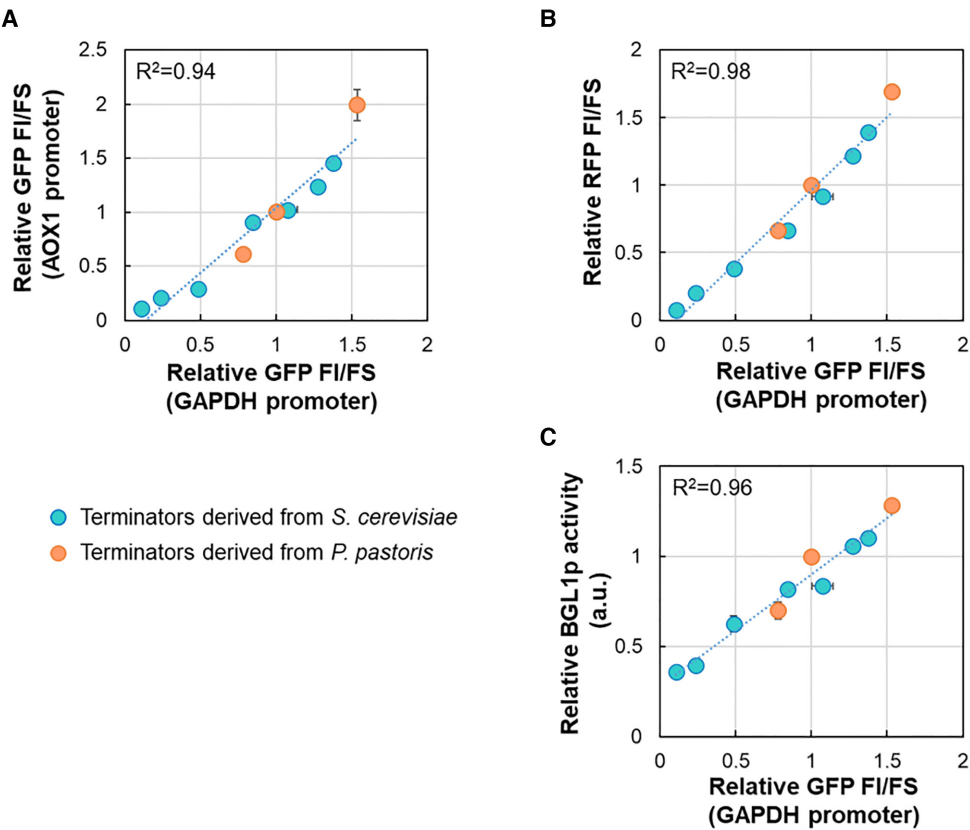 A
R²=0.94
2.5
2
1.5
1
0.5
0
0 0.5 1 1.5 2
Relative GFP FI/FS
(AOX1 promoter)
Relative GFP FI/FS
(GAPDH promoter)
B
R²=0.98
2
1.5
1
0.5
0
0 0.5 1 1.5 2
Relative RFP FI/FS
Relative GFP FI/FS
(GAPDH promoter)
Terminators derived from S. cerevisiae
Terminators derived from P. pastoris
C
R²=0.96
1.5
1
0.5
0
0 0.5 1 1.5 2
Relative BGL1p activity
(a.u.)
Relative GFP FI/FS
(GAPDH promoter)